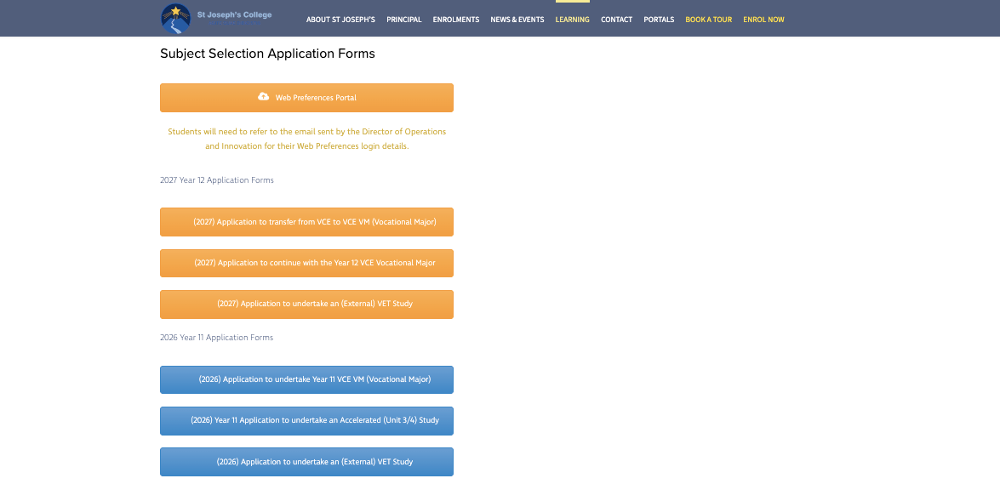 St Joseph's College
ABOUT ST JOSEPH'S PRINCIPAL ENROLMENTS NEWS & EVENTS LEARNING CONTACT PORTALS BOOK A TOUR ENROL NOW
Subject Selection Application Forms
Web Preferences Portal
Students will need to refer to the email sent by the Director of Operations
and Innovation for their Web Preferences login details.
2027 Year 12 Application Forms
(2027) Application to transfer from VCE to VCE VM (Vocational Major)
(2027) Application to continue with the Year 12 VCE Vocational Major
(2027) Application to undertake an (External) VET Study
2026 Year 11 Application Forms
(2026) Application to undertake Year 11 VCE VM (Vocational Major)
(2026) Year 11 Application to undertake an Accelerated (Unit 3/4) Study
(2026) Application to undertake an (External) VET Study